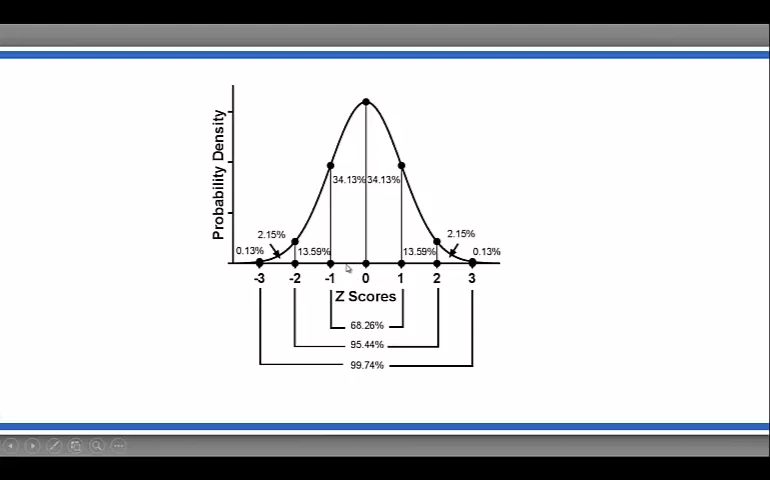 Probability Density
34.13% 34.13%
2.15% 2.15%
0.13% 13.59% 13.59% 0.13%
-3 -2 -1 0 1 2 3
Z Scores
68.26%
95.44%
99.74%